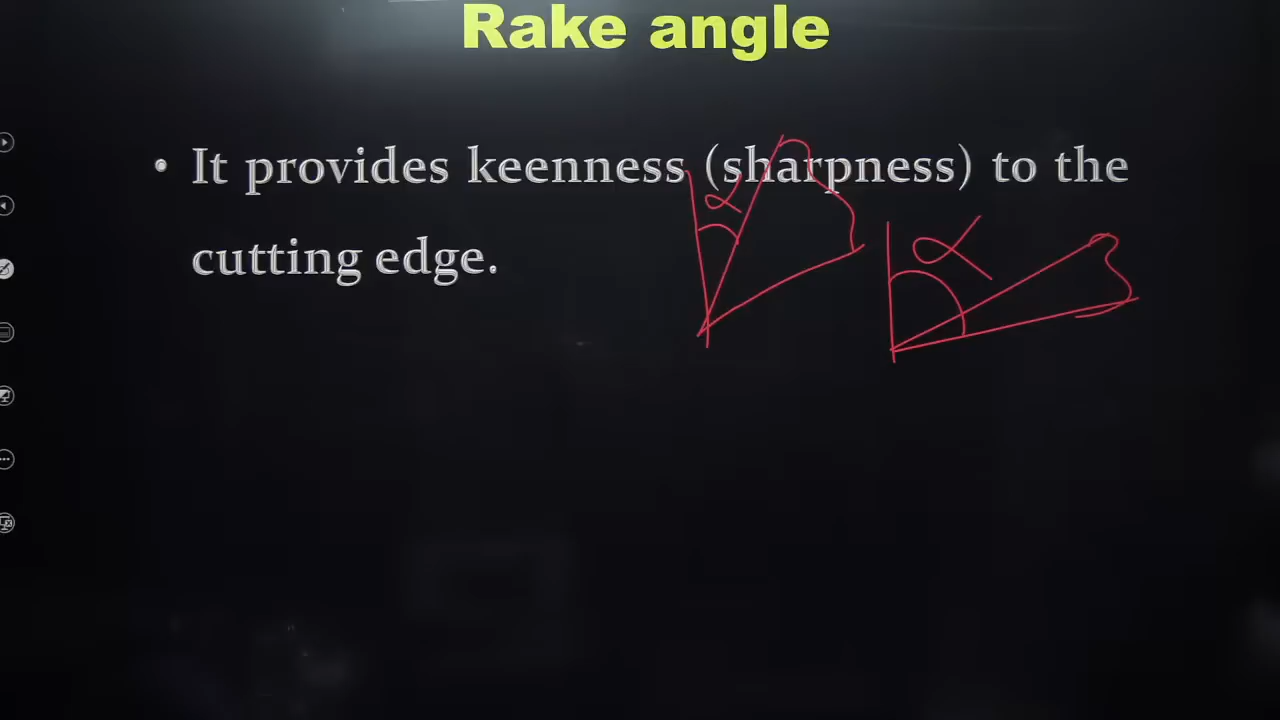 Rake angle
• It provides keenness (sharpness) to the
cutting edge.
α
α